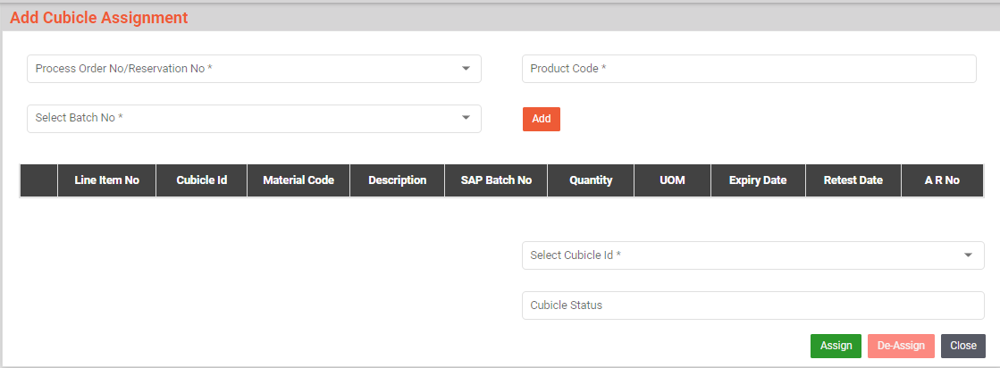 Add Cubicle Assignment
Process Order No/Reservation No *
Product Code *
Select Batch No *
Add
Line Item No Cubicle Id Material Code Description SAP Batch No Quantity UOM Expiry Date Retest Date A R No
Select Cubicle Id *
Cubicle Status
Assign De-Assign Close